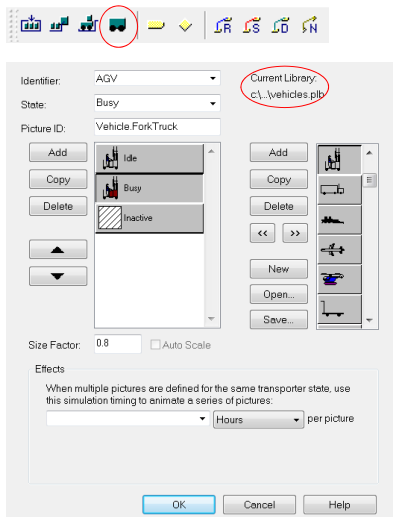 R S D N
Identifier: AGV Current Library:
State: Busy c:\...\vehicles.plb
Picture ID: Vehicle.ForkTruck
Add Idle Add
Copy Busy Copy
Delete Inactive Delete
<< >>
New
Open...
Save...
Size Factor: 0.8 Auto Scale
Effects
When multiple pictures are defined for the same transporter state, use
this simulation timing to animate a series of pictures:
Hours per picture
OK Cancel Help